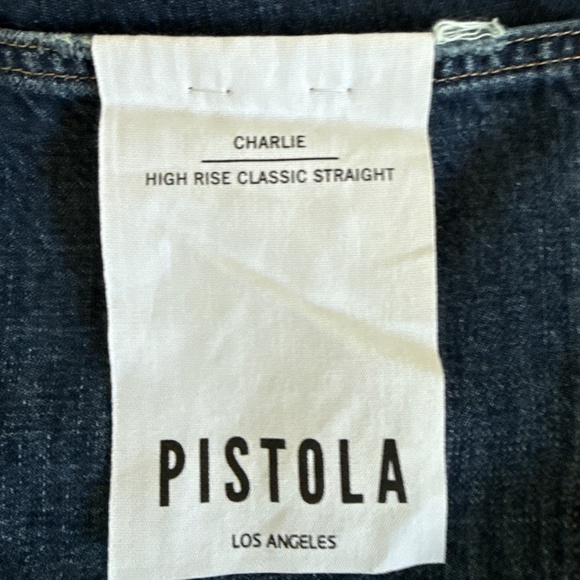 CHARLIE
HIGH RISE CLASSIC STRAIGHT
PISTOLA
LOS ANGELES